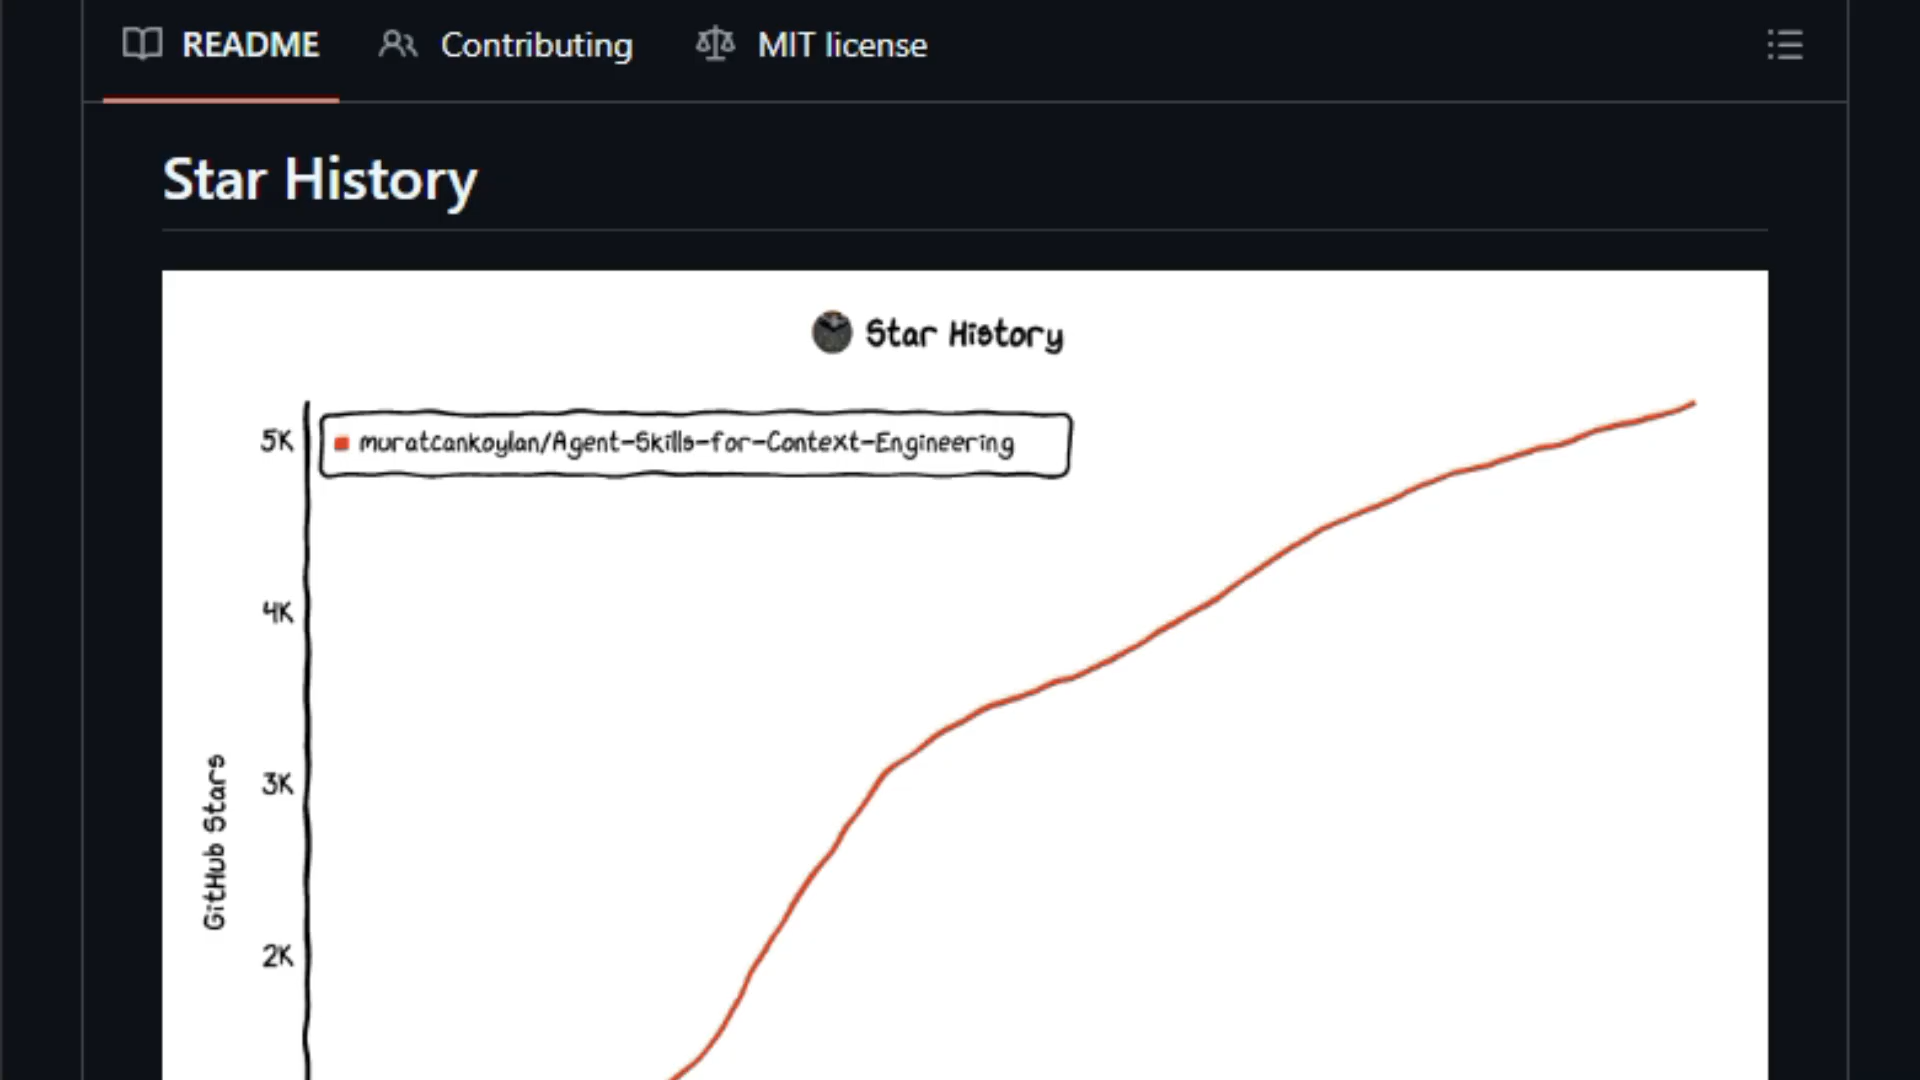 README
Contributing
MIT license
Star History
Star History
muratcankoylan/Agent-Skills-for-Context-Engineering
5K
4K
3K
2K
GitHub Stars